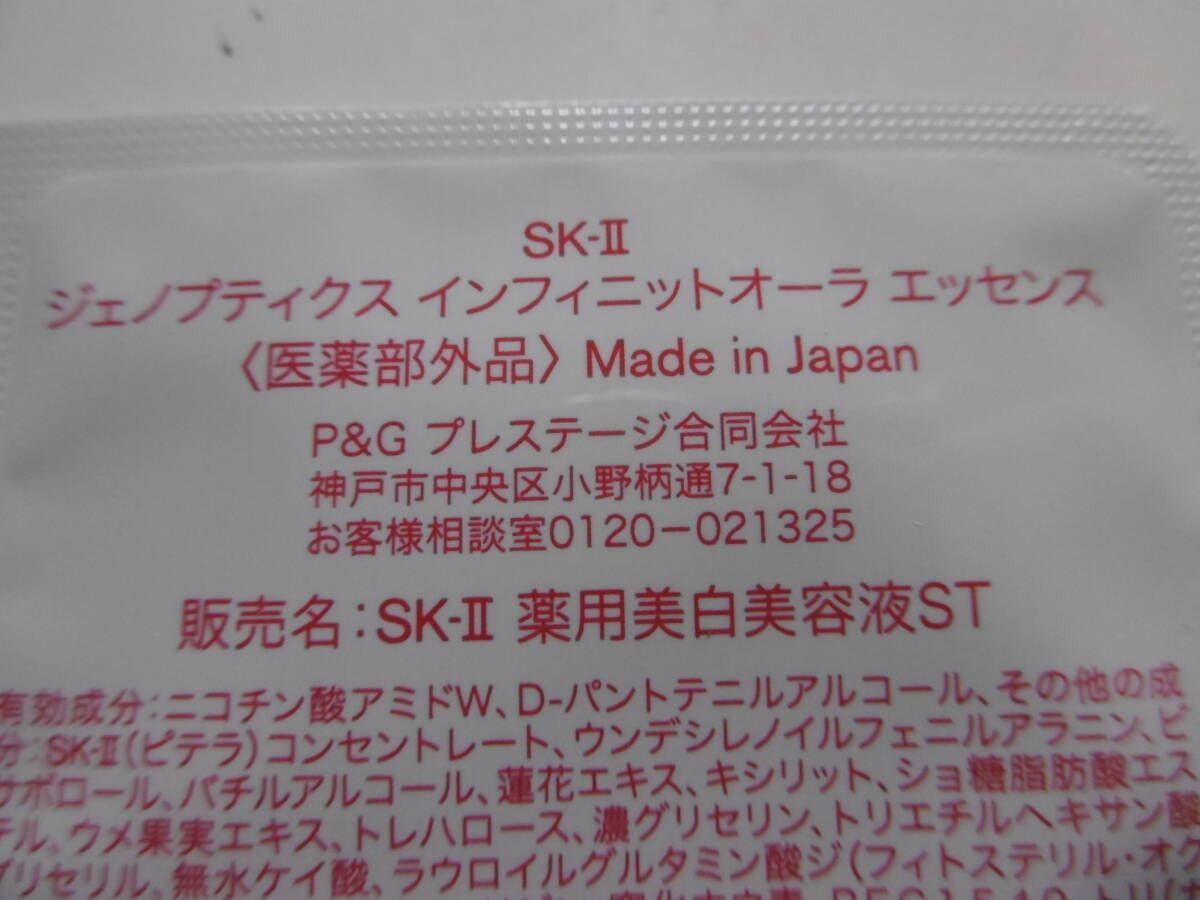 SK-Ⅱ
ジェノプティクス インフィニットオーラ エッセンス
〈医薬部外品〉 Made in Japan
P&G プレステージ合同会社
神戸市中央区小野柄通7-1-18
お客様相談室0120-021325
販売名：SK-Ⅱ 薬用美白美容液ST
有効成分：ニコチン酸アミドW、D-パントテニルアルコール、その他の成
分：SK-Ⅱ(ピテラ)コンセントレート、ウンデシレノイルフェニルアラニン、ビ
サボロール、バチルアルコール、蓮花エキス、キシリット、ショ糖脂肪酸エス
テル、ウメ果実エキス、トレハロース、濃グリセリン、トリエチルヘキサン酸
グリセリル、無水ケイ酸、ラウロイルグルタミン酸ジ(フィトステリル・オク